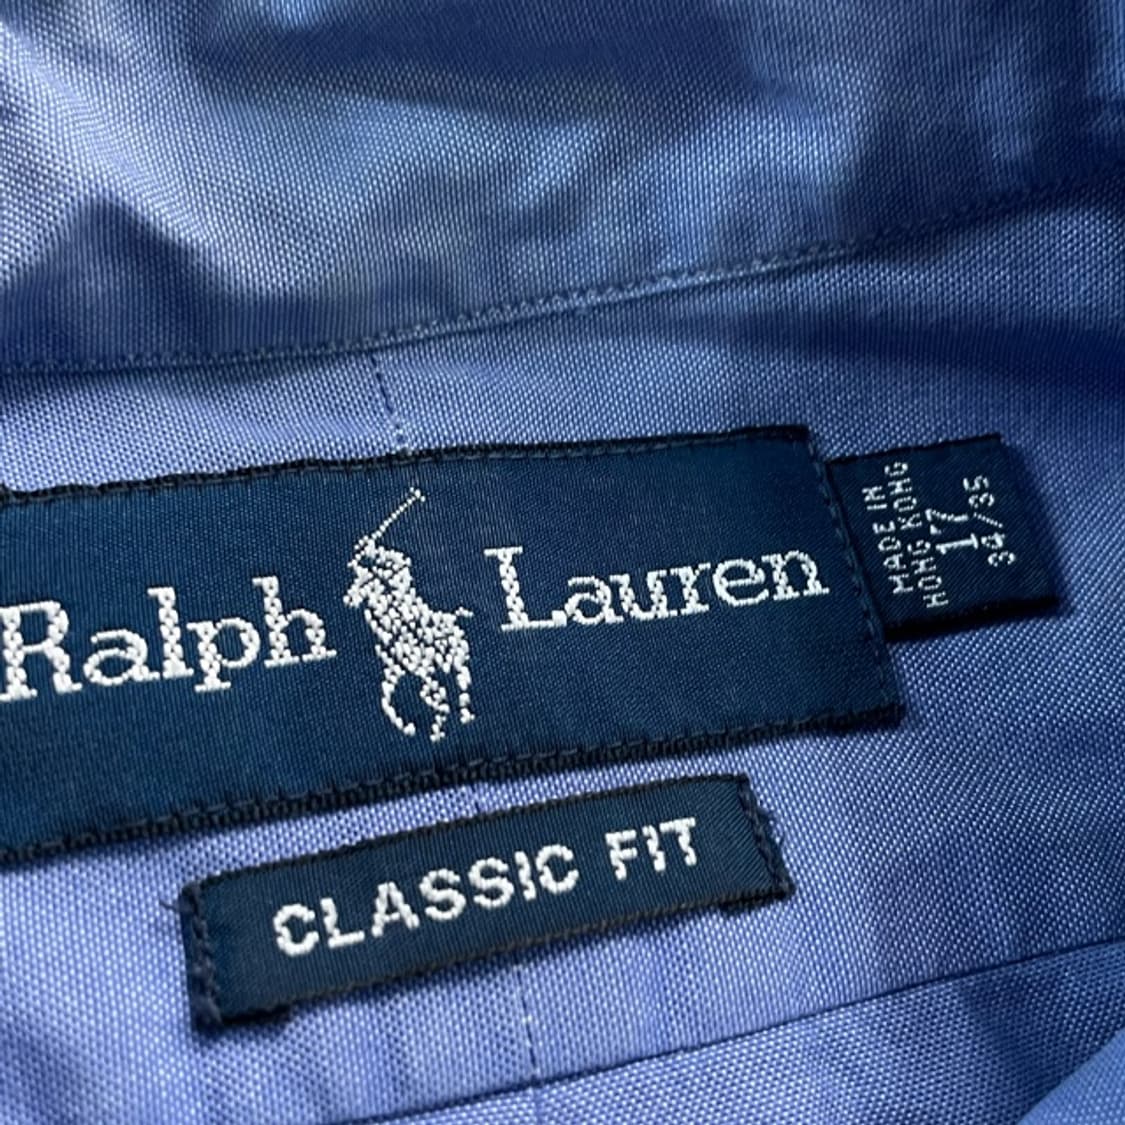 Ralph Lauren
MADE IN
HONG KONG
17
34/35
CLASSIC FIT